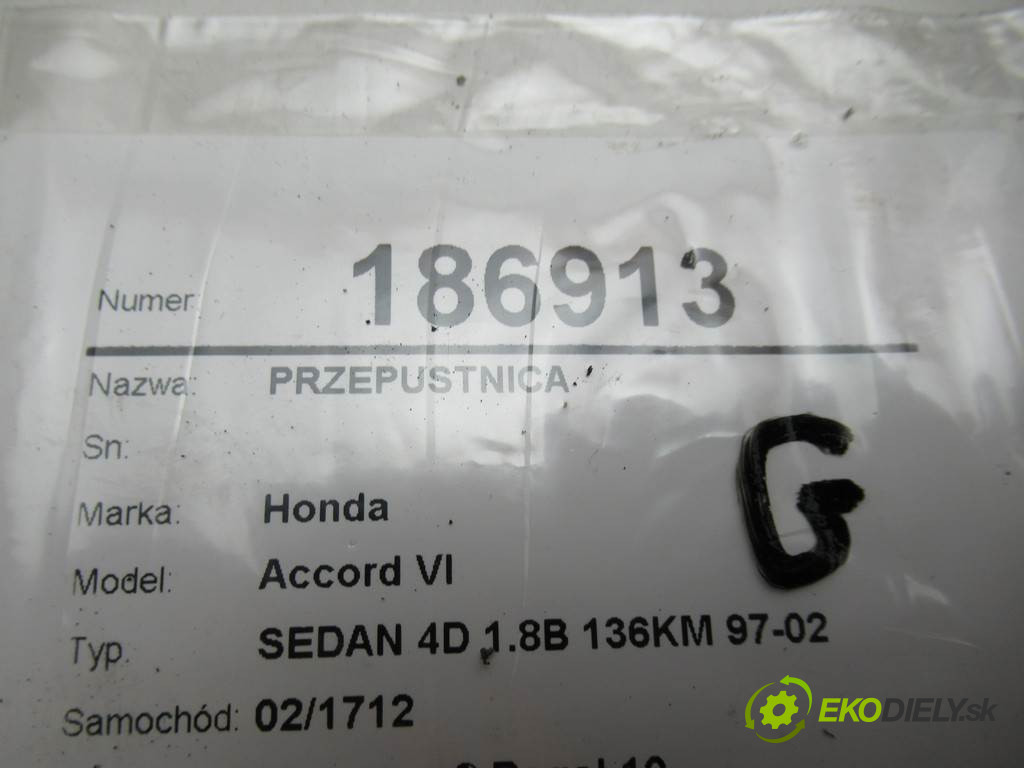 Numer: 186913
Nazwa: PRZEPUSTNICA
Sn:
Marka: Honda
G
Model: Accord VI
Typ: SEDAN 4D 1.8B 136KM 97-02
Samochód: 02/1712
EKODIELY.sk